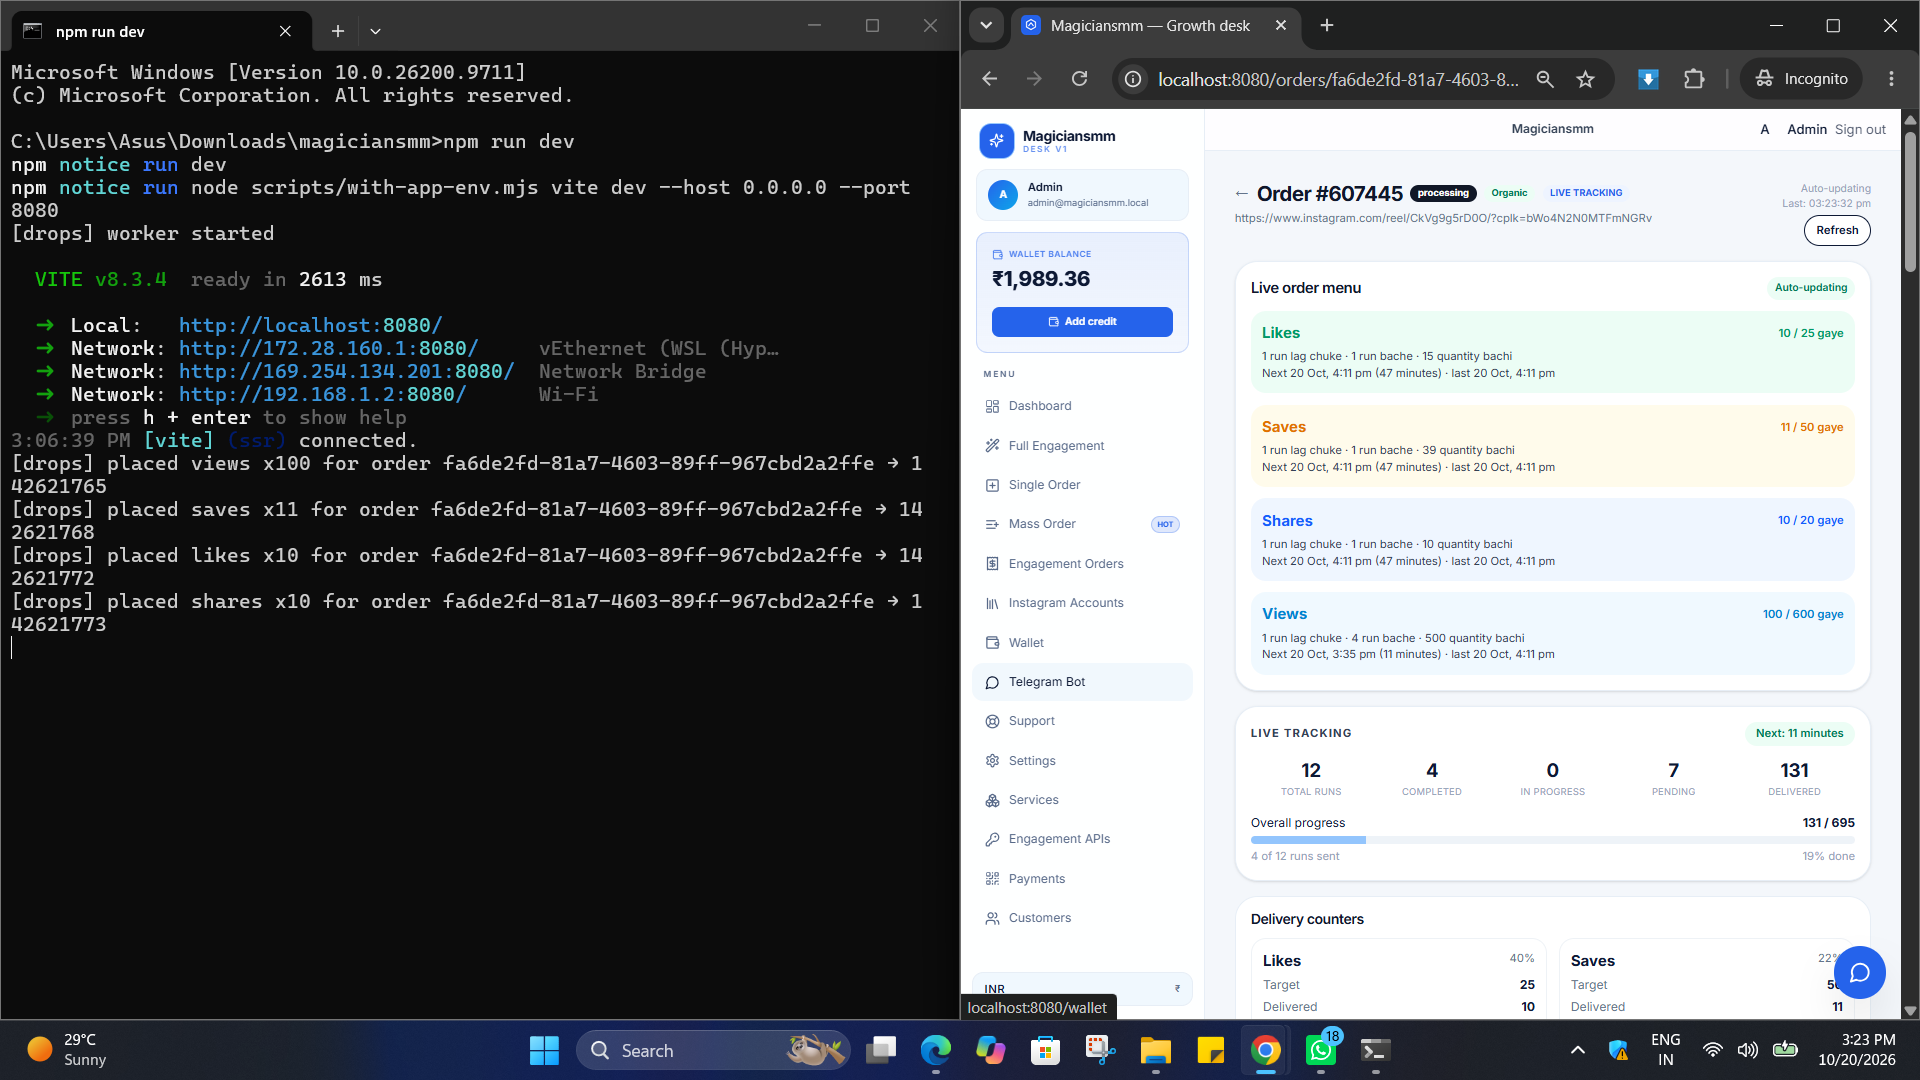 npm run dev
Microsoft Windows [Version 10.0.26200.9711]
(c) Microsoft Corporation. All rights reserved.
C:\Users\Asus\Downloads\magiciansmm>npm run dev
npm notice run dev
npm notice run node scripts/with-app-env.mjs vite dev --host 0.0.0.0 --port
8080
[drops] worker started
VITE v8.3.4 ready in 2613 ms
➜ Local: http://localhost:8080/
➜ Network: http://172.28.160.1:8080/ vEthernet (WSL (Hyp…
➜ Network: http://169.254.134.201:8080/ Network Bridge
➜ Network: http://192.168.1.2:8080/ Wi-Fi
➜ press h + enter to show help
3:06:39 PM [vite] (ssr) connected.
[drops] placed views x100 for order fa6de2fd-81a7-4603-89ff-967cbd2a2ffe → 1
42621765
[drops] placed saves x11 for order fa6de2fd-81a7-4603-89ff-967cbd2a2ffe → 14
2621768
[drops] placed likes x10 for order fa6de2fd-81a7-4603-89ff-967cbd2a2ffe → 14
2621772
[drops] placed shares x10 for order fa6de2fd-81a7-4603-89ff-967cbd2a2ffe → 1
42621773
Magiciansmm — Growth desk
localhost:8080/orders/fa6de2fd-81a7-4603-8...
Incognito
Magiciansmm
DESK V1
A
Admin
admin@magiciansmm.local
WALLET BALANCE
₹1,989.36
Add credit
MENU
Dashboard
Full Engagement
Single Order
Mass Order HOT
Engagement Orders
Instagram Accounts
Wallet
Telegram Bot
Support
Settings
Services
Engagement APIs
Payments
Customers
INR ₹
localhost:8080/wallet
Magiciansmm
A Admin Sign out
← Order #607445 processing Organic LIVE TRACKING
https://www.instagram.com/reel/CkVg9g5rD0O/?cplk=bWo4N2N0MTFmNGRv
Auto-updating
Last: 03:23:32 pm
Refresh
Live order menu Auto-updating
Likes 10 / 25 gaye
1 run lag chuke · 1 run bache · 15 quantity bachi
Next 20 Oct, 4:11 pm (47 minutes) · last 20 Oct, 4:11 pm
Saves 11 / 50 gaye
1 run lag chuke · 1 run bache · 39 quantity bachi
Next 20 Oct, 4:11 pm (47 minutes) · last 20 Oct, 4:11 pm
Shares 10 / 20 gaye
1 run lag chuke · 1 run bache · 10 quantity bachi
Next 20 Oct, 4:11 pm (47 minutes) · last 20 Oct, 4:11 pm
Views 100 / 600 gaye
1 run lag chuke · 4 run bache · 500 quantity bachi
Next 20 Oct, 3:35 pm (11 minutes) · last 20 Oct, 4:11 pm
LIVE TRACKING Next: 11 minutes
12 4 0 7 131
TOTAL RUNS COMPLETED IN PROGRESS PENDING DELIVERED
Overall progress 131 / 695
4 of 12 runs sent 19% done
Delivery counters
Likes 40%
Target 25
Delivered 10
Saves
Target
Delivered 11
29°C
Sunny
Search
18
ENG
IN
3:23 PM
10/20/2026